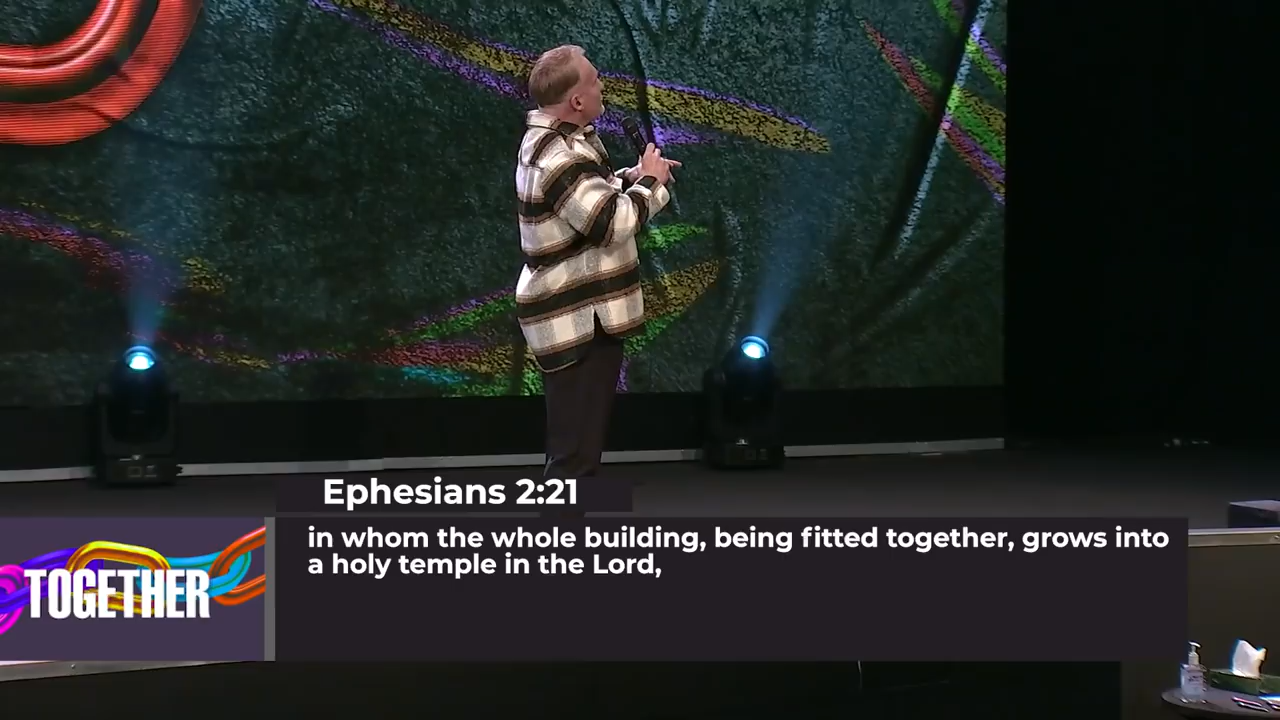 Ephesians 2:21
in whom the whole building, being fitted together, grows into
a holy temple in the Lord,
TOGETHER